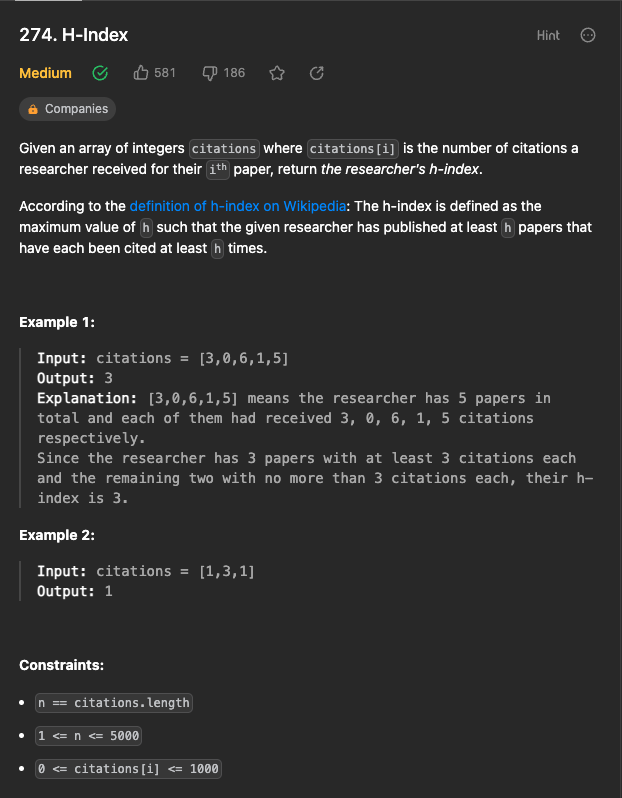 274. H-Index
Hint
Medium 581 186
Companies
Given an array of integers citations where citations[i] is the number of citations a
researcher received for their ith paper, return the researcher's h-index.
According to the definition of h-index on Wikipedia: The h-index is defined as the
maximum value of h such that the given researcher has published at least h papers that
have each been cited at least h times.
Example 1:
Input: citations = [3,0,6,1,5]
Output: 3
Explanation: [3,0,6,1,5] means the researcher has 5 papers in
total and each of them had received 3, 0, 6, 1, 5 citations
respectively.
Since the researcher has 3 papers with at least 3 citations each
and the remaining two with no more than 3 citations each, their h-
index is 3.
Example 2:
Input: citations = [1,3,1]
Output: 1
Constraints:
• n == citations.length
• 1 <= n <= 5000
• 0 <= citations[i] <= 1000